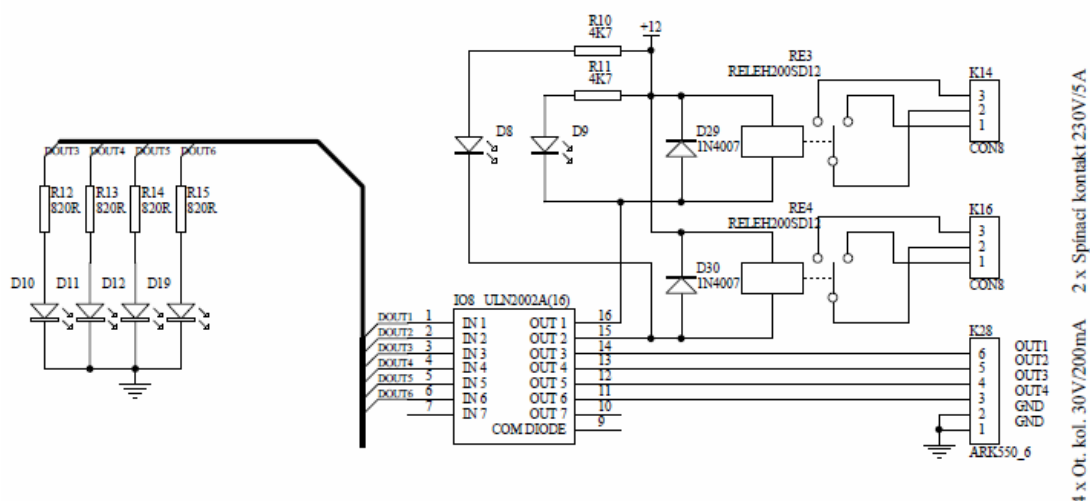 R10
4K7
+12
R11
4K7
RE3
RELEH200SD12
K14
3
2
1
CON8
D8
D9
D29
1N4007
DOUT3
DOUT4
DOUT5
DOUT6
R12
820R
R13
820R
R14
820R
R15
820R
RE4
RELEH200SD12
K16
3
2
1
CON8
D30
1N4007
D10
D11
D12
D19
IO8 ULN2002A(16)
DOUT1 1 IN 1 OUT 1 16
DOUT2 2 IN 2 OUT 2 15
DOUT3 3 IN 3 OUT 3 14
DOUT4 4 IN 4 OUT 4 13
DOUT5 5 IN 5 OUT 5 12
DOUT6 6 IN 6 OUT 6 11
7 IN 7 OUT 7 10
COM DIODE 9
K28
6 OUT1
5 OUT2
4 OUT3
3 OUT4
2 GND
1 GND
ARK550_6
4 x Ot. kol. 30V/200mA
2 x Spínací kontakt 230V/5A